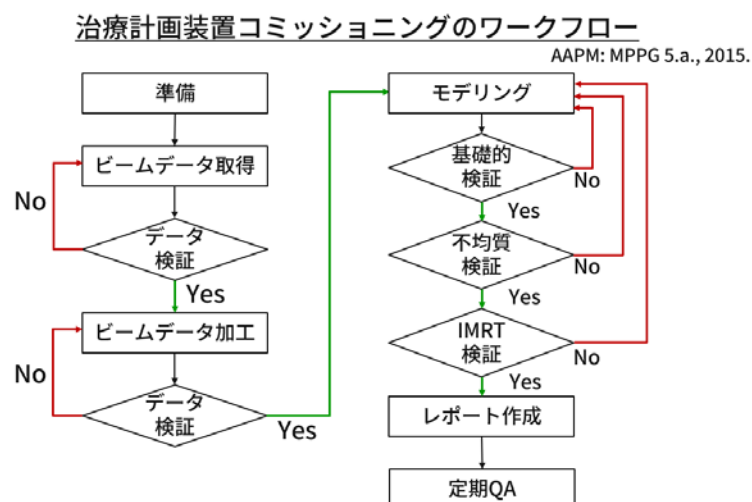 治療計画装置コミッショニングのワークフロー
AAPM: MPPG 5.a., 2015.
準備
ビームデータ取得
No
データ
検証
Yes
ビームデータ加工
No
データ
検証
Yes
モデリング
基礎的
検証
No
Yes
不均質
検証
No
Yes
IMRT
検証
No
Yes
レポート作成
定期QA